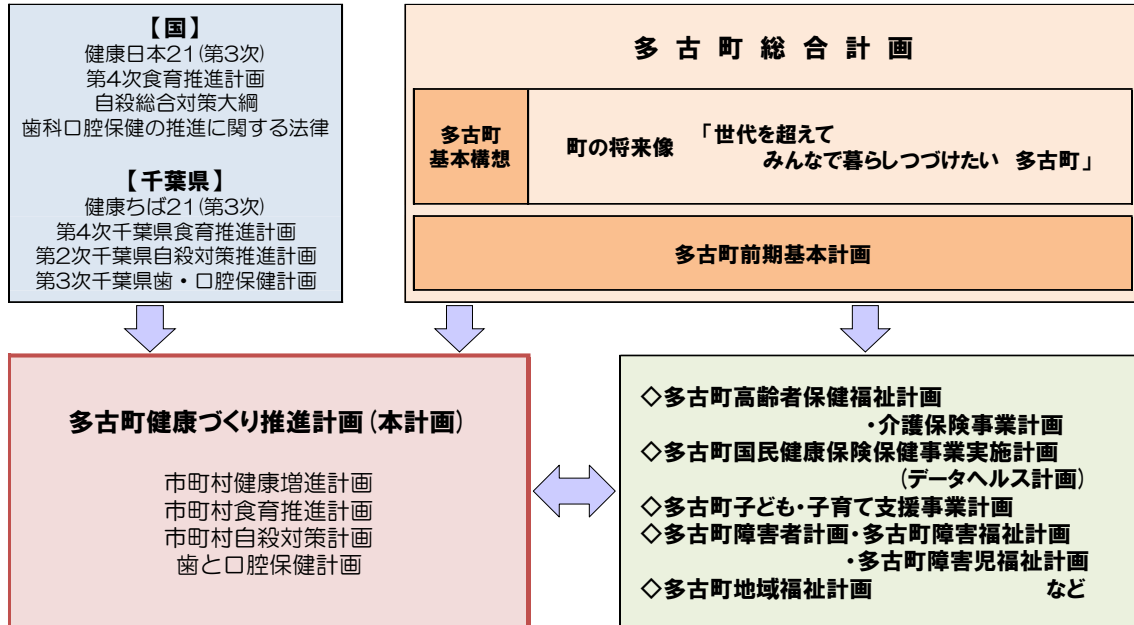 【国】
健康日本21(第3次)
第4次食育推進計画
自殺総合対策大綱
歯科口腔保健の推進に関する法律
【千葉県】
健康ちば21(第3次)
第4次千葉県食育推進計画
第2次千葉県自殺対策推進計画
第3次千葉県歯・口腔保健計画
多古町総合計画
多古町
基本構想
町の将来像 「世代を超えて
みんなで暮らしつづけたい 多古町」
多古町前期基本計画
多古町健康づくり推進計画(本計画)
市町村健康増進計画
市町村食育推進計画
市町村自殺対策計画
歯と口腔保健計画
◇多古町高齢者保健福祉計画
・介護保険事業計画
◇多古町国民健康保険保健事業実施計画
(データヘルス計画)
◇多古町子ども・子育て支援事業計画
◇多古町障害者計画・多古町障害福祉計画
・多古町障害児福祉計画
◇多古町地域福祉計画 など